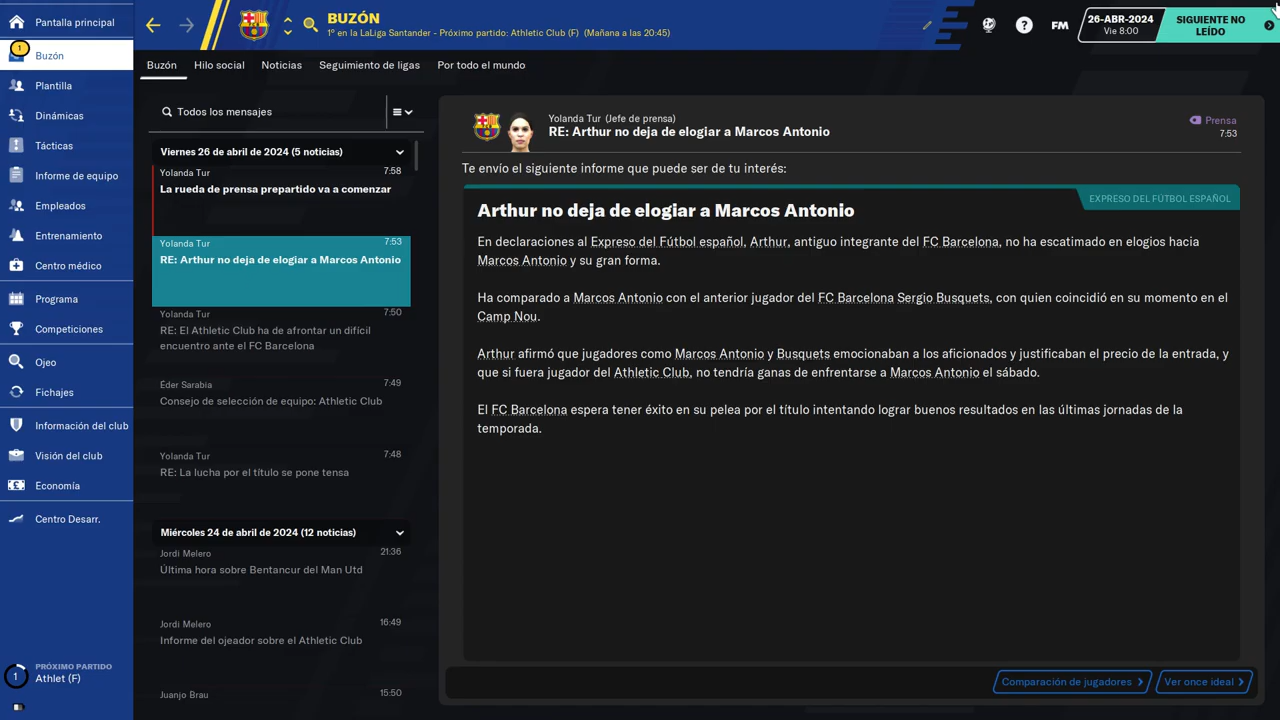 Pantalla principal
1
Buzón
Plantilla
Dinámicas
Tácticas
Informe de equipo
Empleados
Entrenamiento
Centro médico
Programa
Competiciones
Ojeo
Fichajes
Información del club
Visión del club
Economía
Centro Desarr.
PRÓXIMO PARTIDO
1
Athlet (F)
BUZÓN
1º en la LaLiga Santander - Próximo partido: Athletic Club (F) (Mañana a las 20:45)
?
FM
26-ABR-2024
Vie 8:00
SIGUIENTE NO
LEÍDO
Buzón
Hilo social
Noticias
Seguimiento de ligas
Por todo el mundo
Todos los mensajes
Viernes 26 de abril de 2024 (5 noticias)
Yolanda Tur 7:58
La rueda de prensa prepartido va a comenzar
Yolanda Tur 7:53
RE: Arthur no deja de elogiar a Marcos Antonio
Yolanda Tur 7:50
RE: El Athletic Club ha de afrontar un difícil
encuentro ante el FC Barcelona
Éder Sarabia 7:49
Consejo de selección de equipo: Athletic Club
Yolanda Tur 7:48
RE: La lucha por el título se pone tensa
Miércoles 24 de abril de 2024 (12 noticias)
Jordi Melero 21:36
Última hora sobre Bentancur del Man Utd
Jordi Melero 16:49
Informe del ojeador sobre el Athletic Club
Juanjo Brau 15:50
Yolanda Tur (Jefe de prensa)
RE: Arthur no deja de elogiar a Marcos Antonio
Prensa
7:53
Te envío el siguiente informe que puede ser de tu interés:
EXPRESO DEL FÚTBOL ESPAÑOL
Arthur no deja de elogiar a Marcos Antonio
En declaraciones al Expreso del Fútbol español, Arthur, antiguo integrante del FC Barcelona, no ha escatimado en elogios hacia
Marcos Antonio y su gran forma.
Ha comparado a Marcos Antonio con el anterior jugador del FC Barcelona Sergio Busquets, con quien coincidió en su momento en el
Camp Nou.
Arthur afirmó que jugadores como Marcos Antonio y Busquets emocionaban a los aficionados y justificaban el precio de la entrada, y
que si fuera jugador del Athletic Club, no tendría ganas de enfrentarse a Marcos Antonio el sábado.
El FC Barcelona espera tener éxito en su pelea por el título intentando lograr buenos resultados en las últimas jornadas de la
temporada.
Comparación de jugadores
Ver once ideal